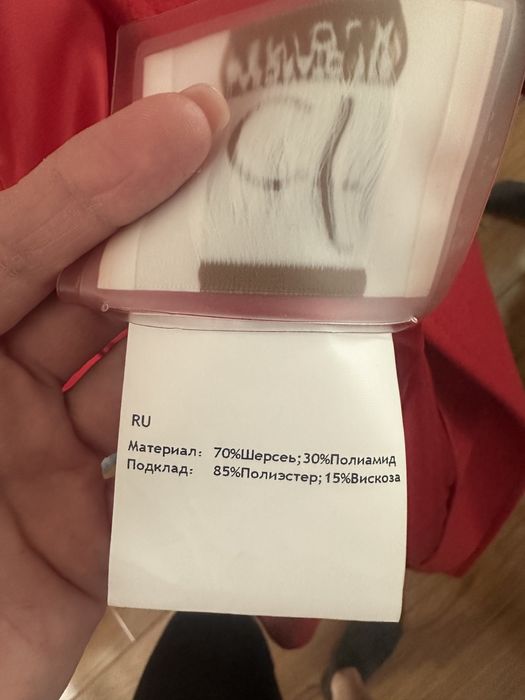 RU
Материал: 70%Шерсеь;30%Полиамид
Подклад: 85%Полиэстер;15%Вискоза